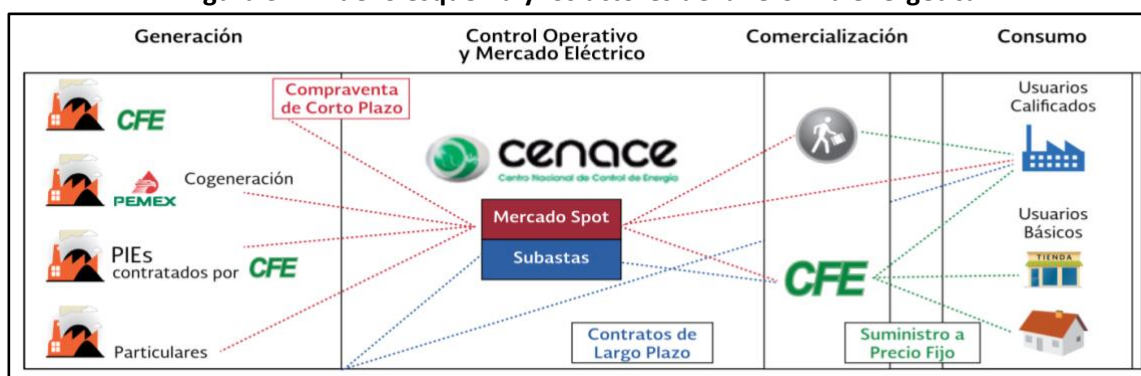 Generación
Control Operativo
y Mercado Eléctrico
Comercialización
Consumo
Compraventa
de Corto Plazo
CFE
cenace
Centro Nacional de Control de Energía
Usuarios
Calificados
Cogeneración
PEMEX
Mercado Spot
Subastas
PIEs
contratados por CFE
CFE
Usuarios
Básicos
TIENDA
Particulares
Contratos de
Largo Plazo
Suministro a
Precio Fijo